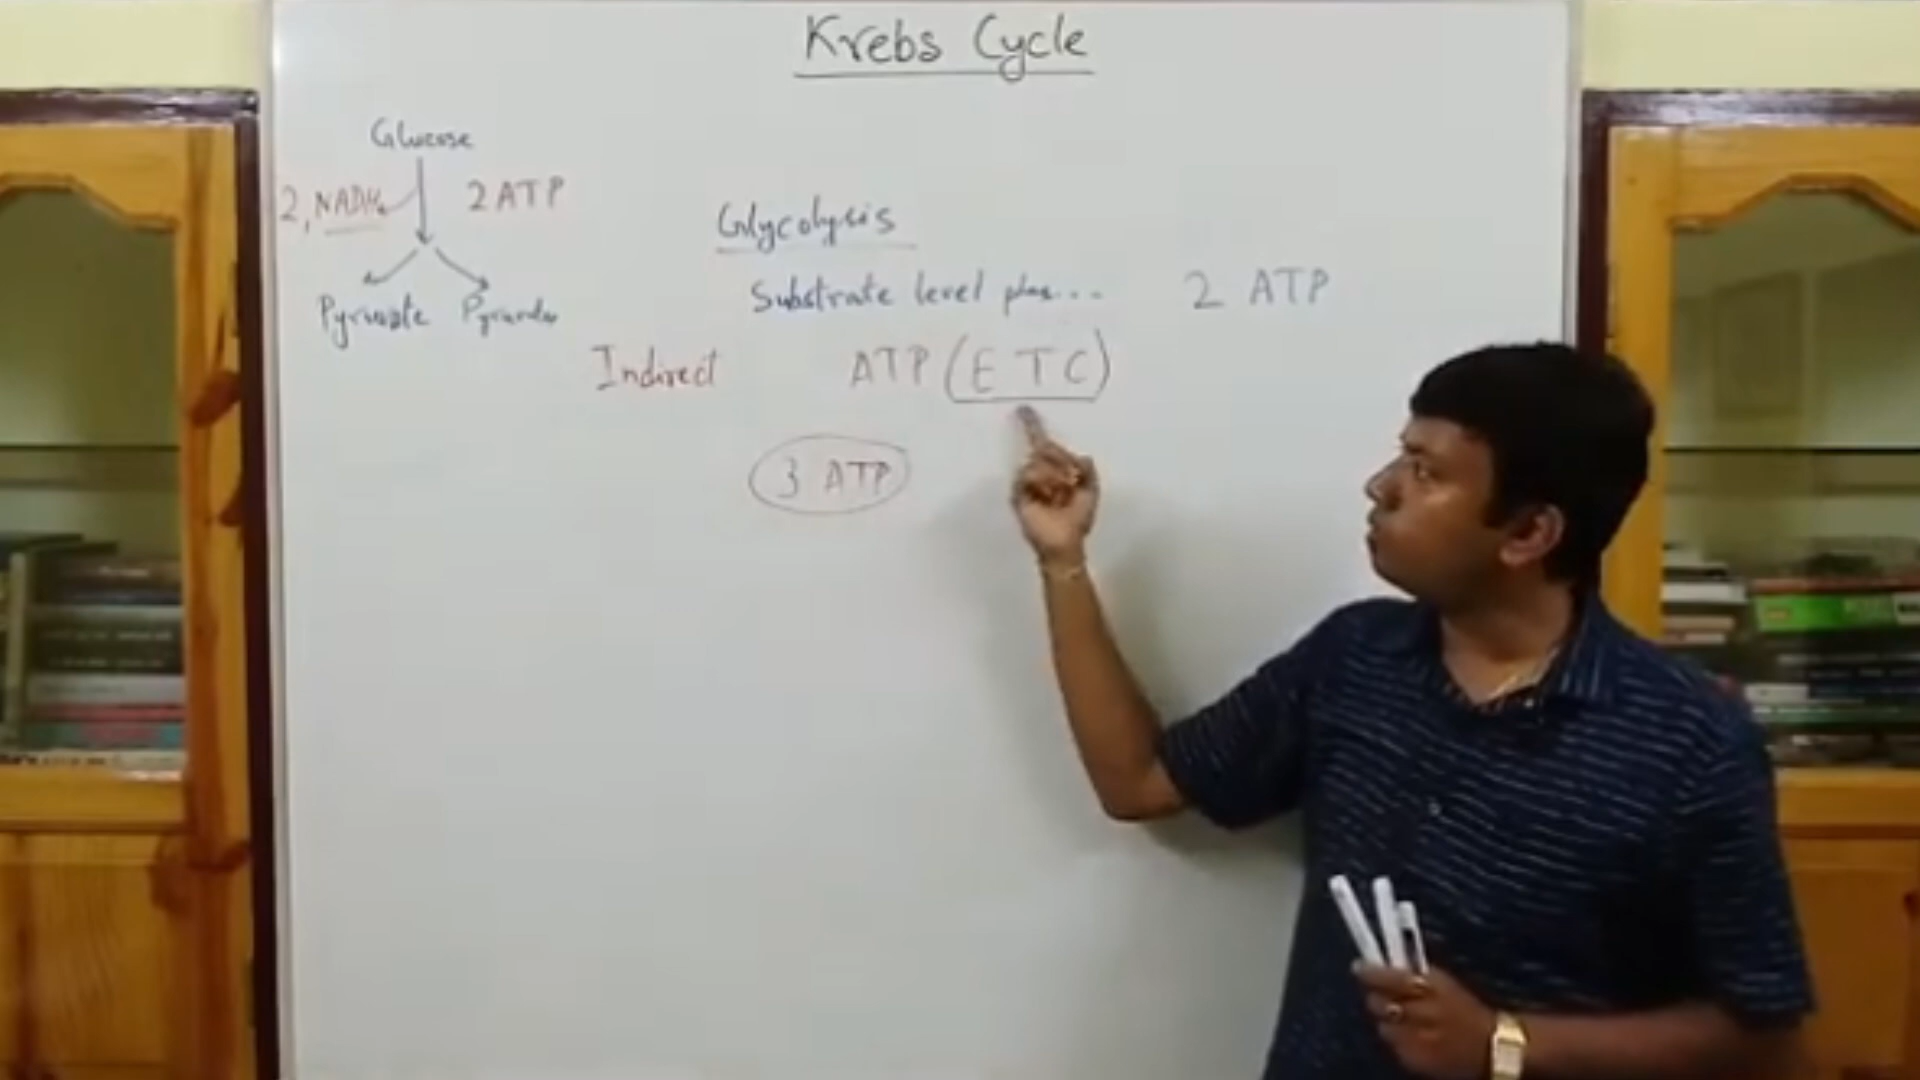 Krebs Cycle
Glucose
2, NADH₂ 2 ATP
Pyruvate
Glycolysis
Substrate level phos... 2 ATP
Indirect ATP (ETC)
3 ATP